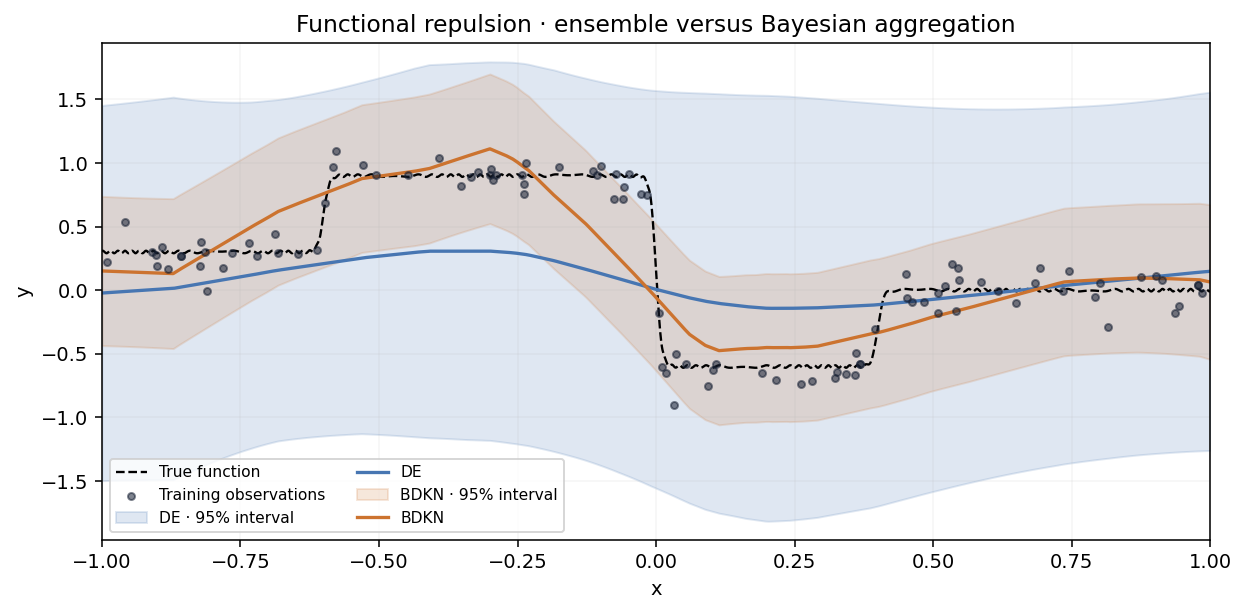 Functional repulsion · ensemble versus Bayesian aggregation
y
1.5
1.0
0.5
0.0
−0.5
−1.0
−1.5
True function
Training observations
DE · 95% interval
DE
BDKN · 95% interval
BDKN
−1.00 −0.75 −0.50 −0.25 0.00 0.25 0.50 0.75 1.00
x